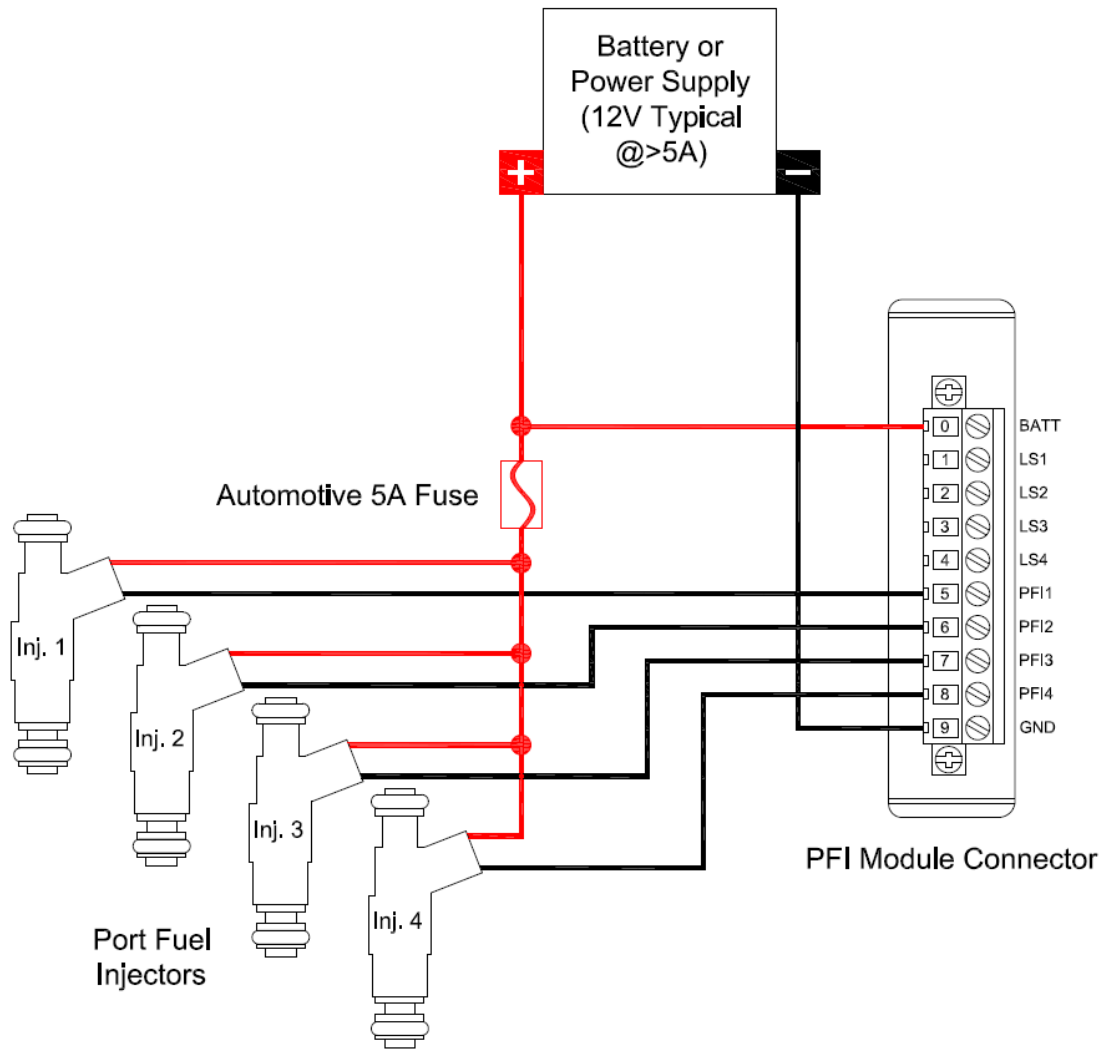 Battery or
Power Supply
(12V Typical
@>5A)
+
-
0 BATT
1 LS1
2 LS2
3 LS3
4 LS4
5 PFI1
6 PFI2
7 PFI3
8 PFI4
9 GND
Automotive 5A Fuse
Inj. 1
Inj. 2
Inj. 3
Inj. 4
PFI Module Connector
Port Fuel
Injectors